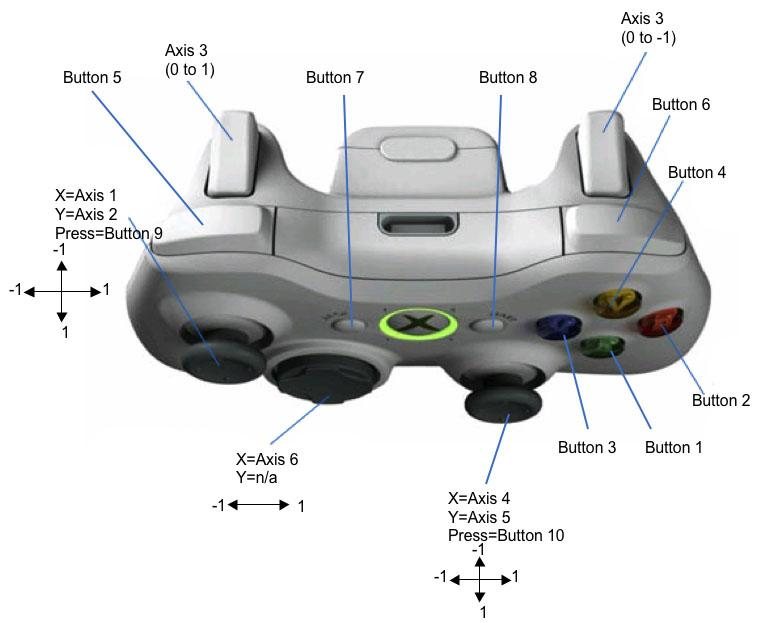 Axis 3
(0 to -1)
Axis 3
(0 to 1)
Button 5
Button 7
Button 8
Button 6
Button 4
X=Axis 1
Y=Axis 2
Press=Button 9
-1
-1
1
1
Button 2
Button 3
Button 1
X=Axis 6
Y=n/a
-1
1
X=Axis 4
Y=Axis 5
Press=Button 10
-1
-1
1
1